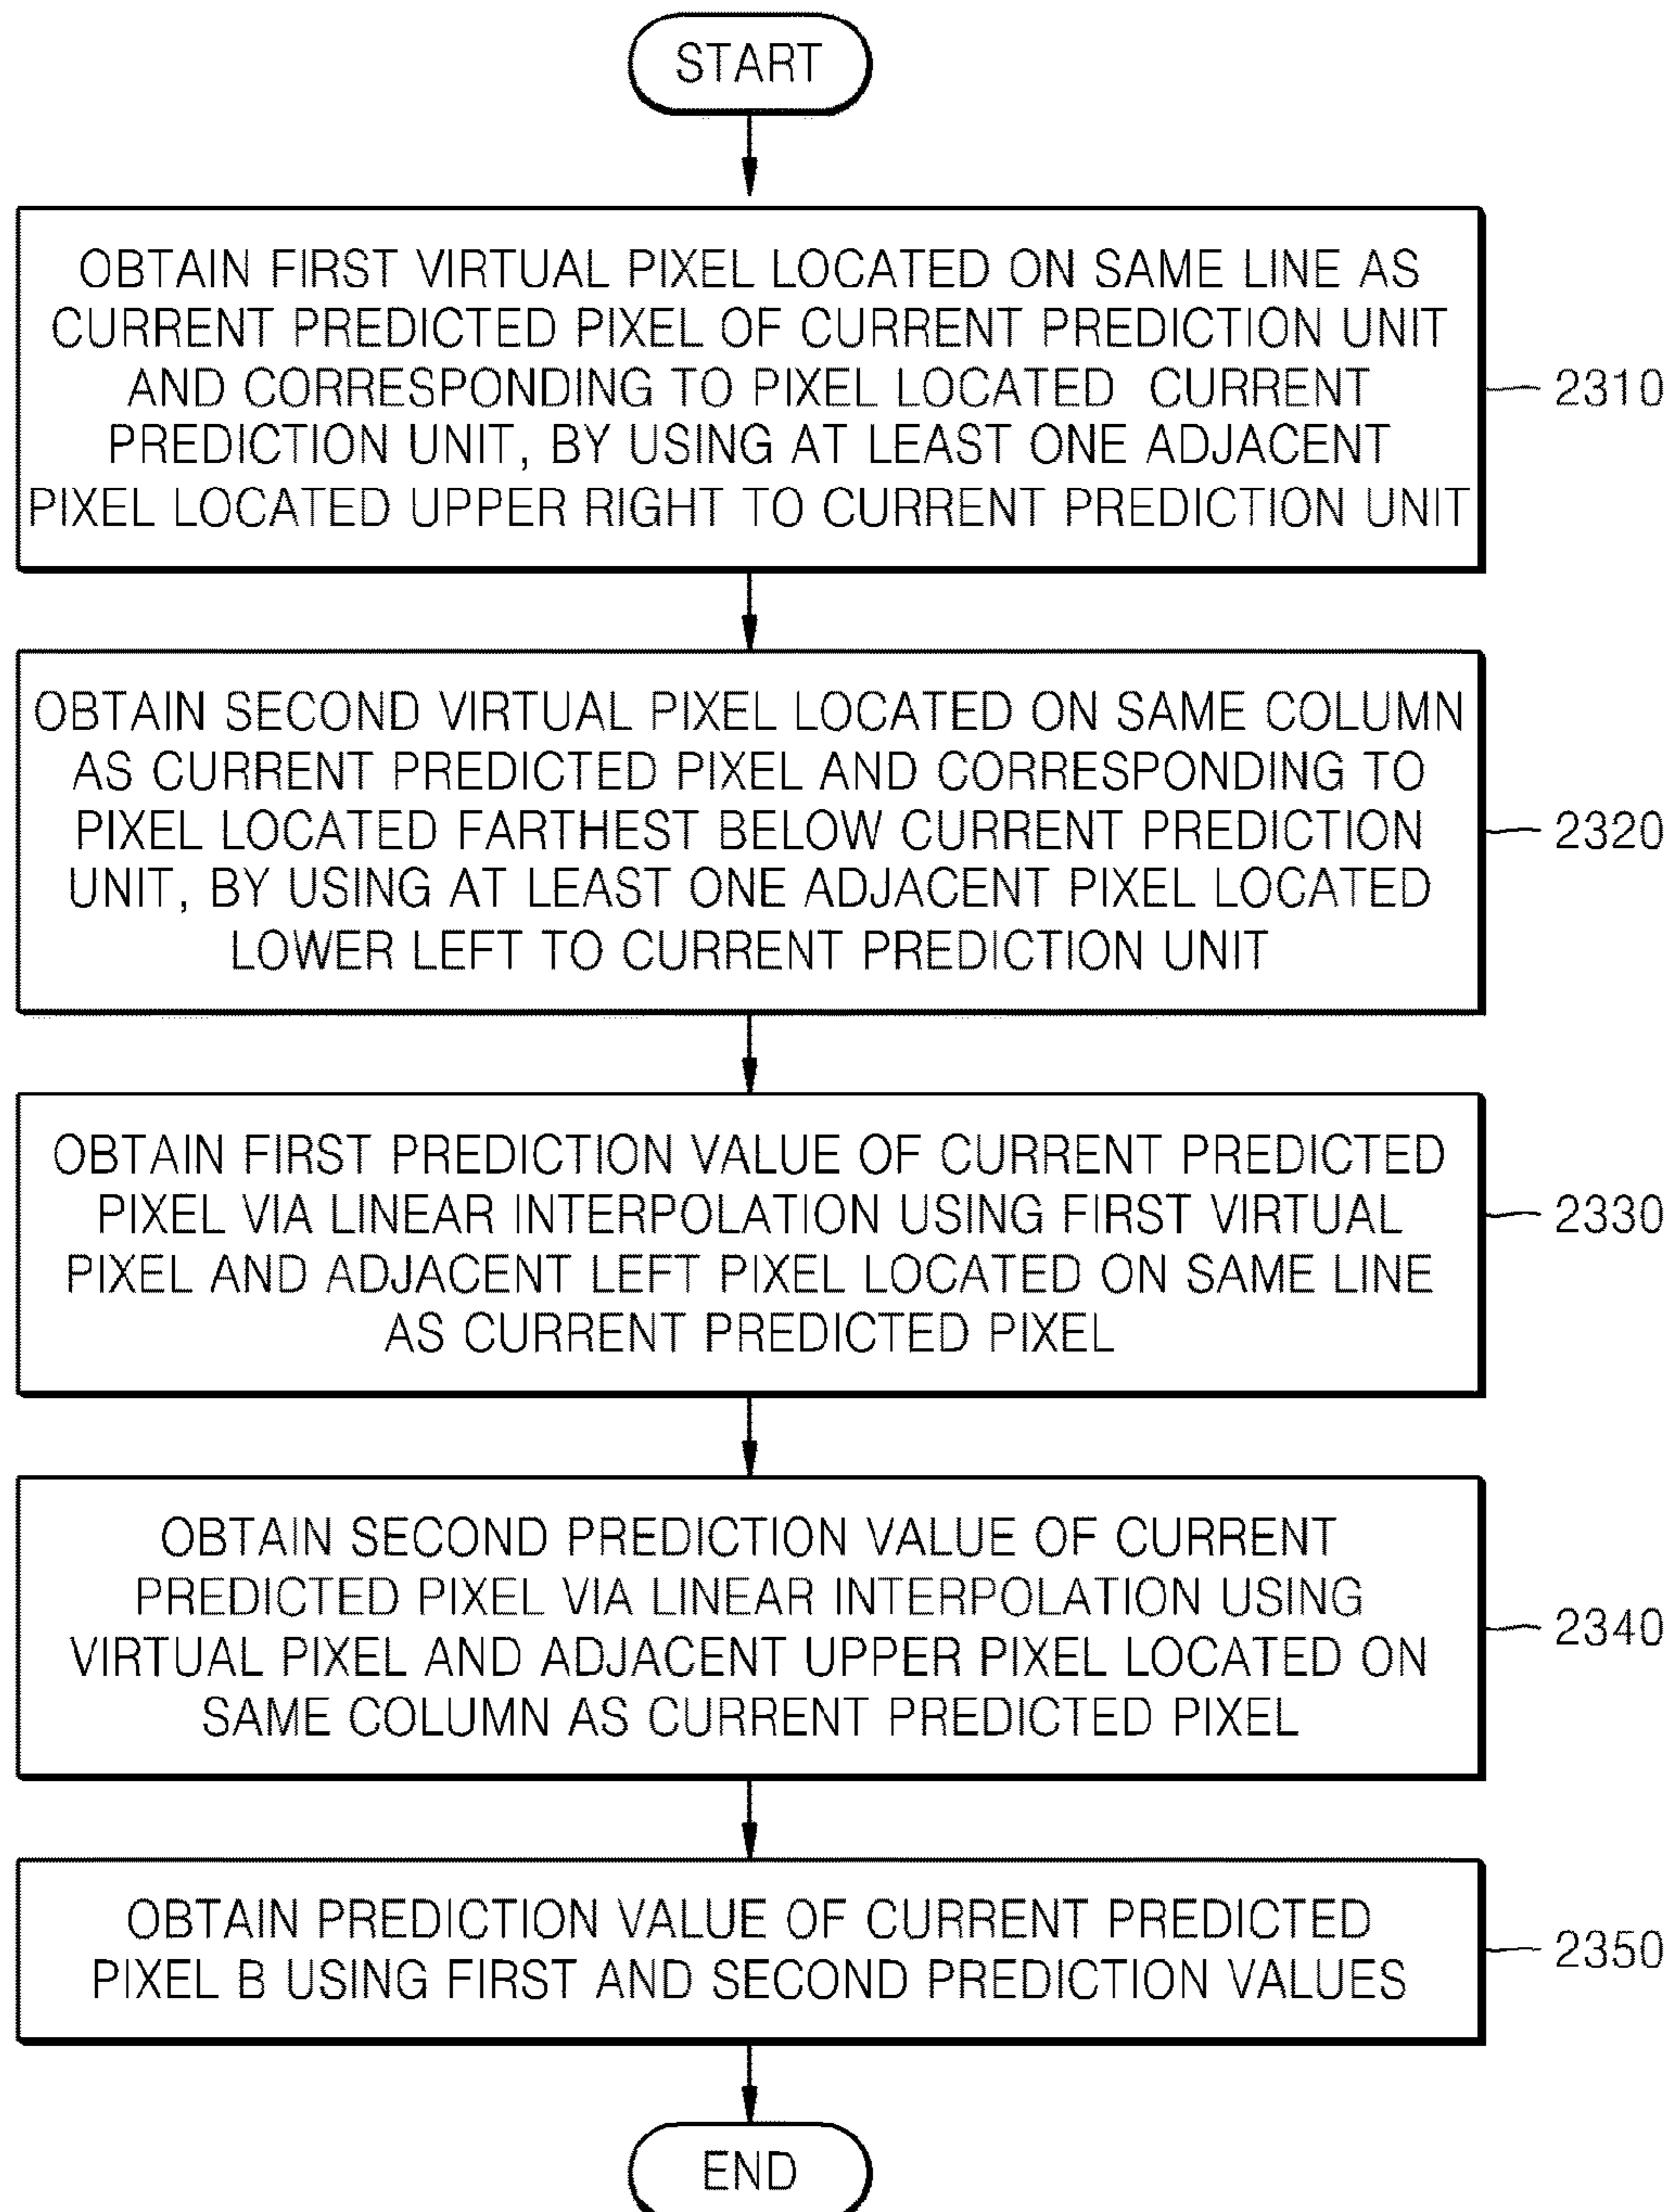 START
OBTAIN FIRST VIRTUAL PIXEL LOCATED ON SAME LINE AS
CURRENT PREDICTED PIXEL OF CURRENT PREDICTION UNIT
AND CORRESPONDING TO PIXEL LOCATED CURRENT
PREDICTION UNIT, BY USING AT LEAST ONE ADJACENT
PIXEL LOCATED UPPER RIGHT TO CURRENT PREDICTION UNIT
2310
OBTAIN SECOND VIRTUAL PIXEL LOCATED ON SAME COLUMN
AS CURRENT PREDICTED PIXEL AND CORRESPONDING TO
PIXEL LOCATED FARTHEST BELOW CURRENT PREDICTION
UNIT, BY USING AT LEAST ONE ADJACENT PIXEL LOCATED
LOWER LEFT TO CURRENT PREDICTION UNIT
2320
OBTAIN FIRST PREDICTION VALUE OF CURRENT PREDICTED
PIXEL VIA LINEAR INTERPOLATION USING FIRST VIRTUAL
PIXEL AND ADJACENT LEFT PIXEL LOCATED ON SAME LINE
AS CURRENT PREDICTED PIXEL
2330
OBTAIN SECOND PREDICTION VALUE OF CURRENT
PREDICTED PIXEL VIA LINEAR INTERPOLATION USING
VIRTUAL PIXEL AND ADJACENT UPPER PIXEL LOCATED ON
SAME COLUMN AS CURRENT PREDICTED PIXEL
2340
OBTAIN PREDICTION VALUE OF CURRENT PREDICTED
PIXEL B USING FIRST AND SECOND PREDICTION VALUES
2350
END